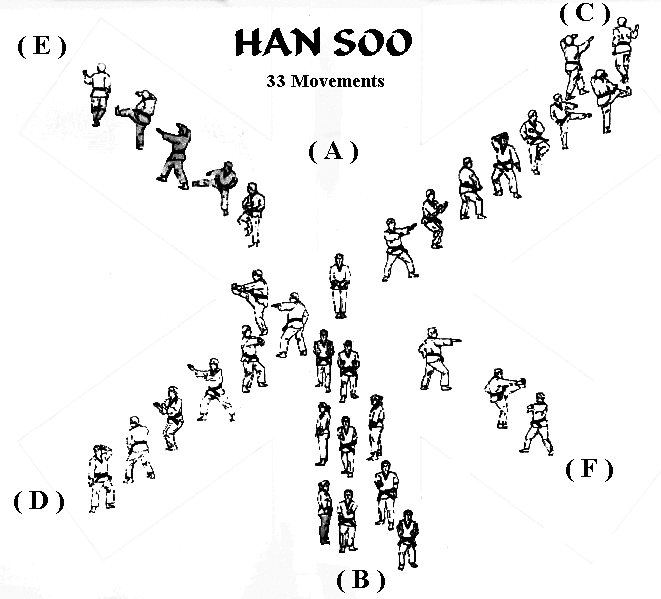 HAN SOO
33 Movements
( E )
( C )
( A )
( D )
( F )
( B )